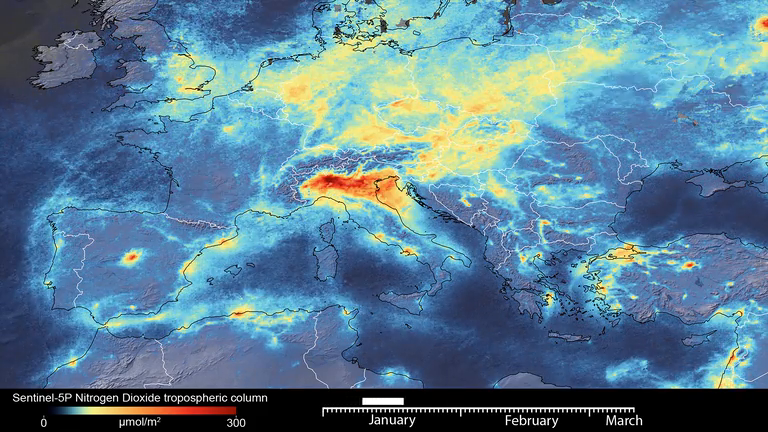 Sentinel-5P Nitrogen Dioxide tropospheric column
0 μmol/m² 300
January February March